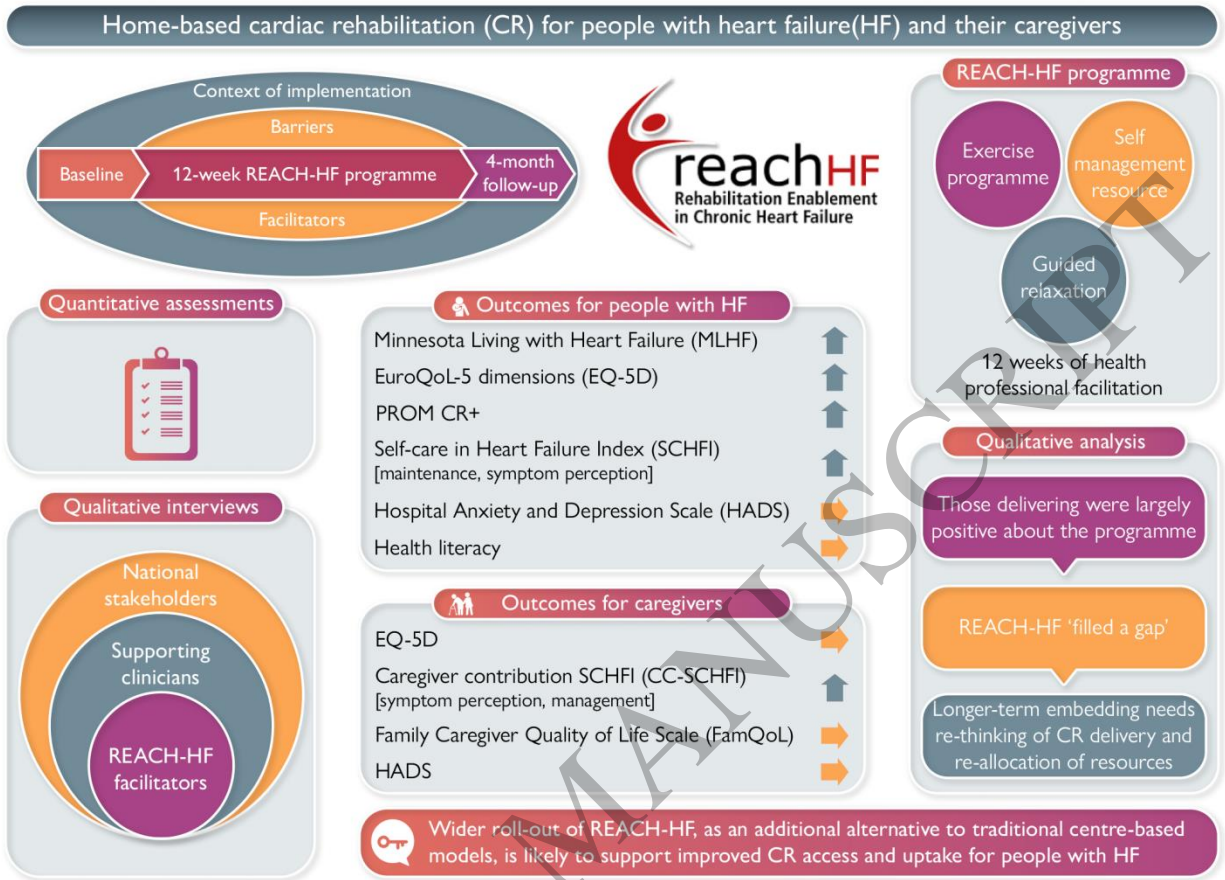 Home-based cardiac rehabilitation (CR) for people with heart failure(HF) and their caregivers
Context of implementation
Barriers
Baseline
12-week REACH-HF programme
4-month
follow-up
Facilitators
reachHF
Rehabilitation Enablement
in Chronic Heart Failure
REACH-HF programme
Exercise
programme
Self
management
resource
Guided
relaxation
12 weeks of health
professional facilitation
Quantitative assessments
Qualitative interviews
National
stakeholders
Supporting
clinicians
REACH-HF
facilitators
Outcomes for people with HF
Minnesota Living with Heart Failure (MLHF)
EuroQoL-5 dimensions (EQ-5D)
PROM CR+
Self-care in Heart Failure Index (SCHFI)
[maintenance, symptom perception]
Hospital Anxiety and Depression Scale (HADS)
Health literacy
Outcomes for caregivers
EQ-5D
Caregiver contribution SCHFI (CC-SCHFI)
[symptom perception, management]
Family Caregiver Quality of Life Scale (FamQoL)
HADS
Qualitative analysis
Those delivering were largely
positive about the programme
REACH-HF 'filled a gap'
Longer-term embedding needs
re-thinking of CR delivery and
re-allocation of resources
Wider roll-out of REACH-HF, as an additional alternative to traditional centre-based
models, is likely to support improved CR access and uptake for people with HF
MANUSCRIPT